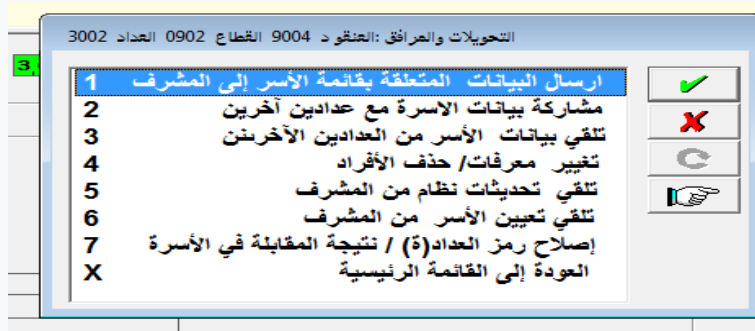 التحويلات والمرافق :العنقود 9004 القطاع 0902 العداد 3002
3,
1 ارسال البيانات المتعلقة بقائمة الأسر إلى المشرف
2 مشاركة بيانات الاسرة مع عدادين آخرين
3 تلقي بيانات الأسر من العدادين الآخرينن
4 تغيير معرفات/ حذف الأفراد
5 تلقي تحديثات نظام من المشرف
6 تلقي تعيين الأسر من المشرف
7 إصلاح رمز العداد(ة) / نتيجة المقابلة في الأسرة
X العودة إلى القائمة الرئيسية